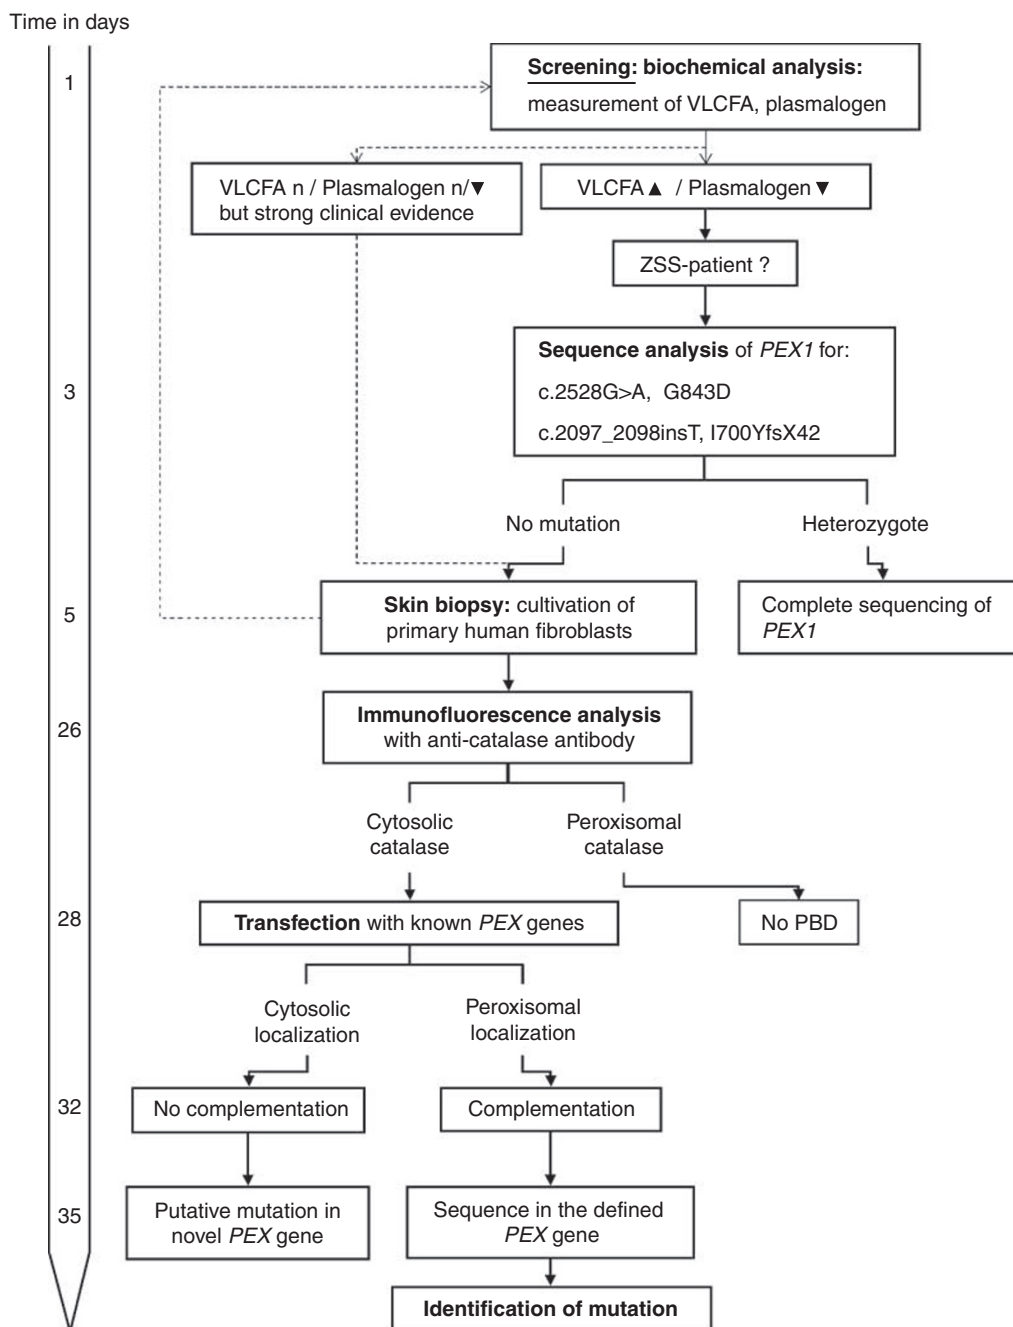 Time in days
1
Screening: biochemical analysis:
measurement of VLCFA, plasmalogen
VLCFA n / Plasmalogen n/▼
but strong clinical evidence
VLCFA ▲ / Plasmalogen ▼
ZSS-patient ?
3
Sequence analysis of PEX1 for:
c.2528G>A, G843D
c.2097_2098insT, I700YfsX42
No mutation
Heterozygote
5
Skin biopsy: cultivation of
primary human fibroblasts
Complete sequencing of
PEX1
26
Immunofluorescence analysis
with anti-catalase antibody
Cytosolic
catalase
Peroxisomal
catalase
28
Transfection with known PEX genes
No PBD
Cytosolic
localization
Peroxisomal
localization
32
No complementation
Complementation
35
Putative mutation in
novel PEX gene
Sequence in the defined
PEX gene
Identification of mutation